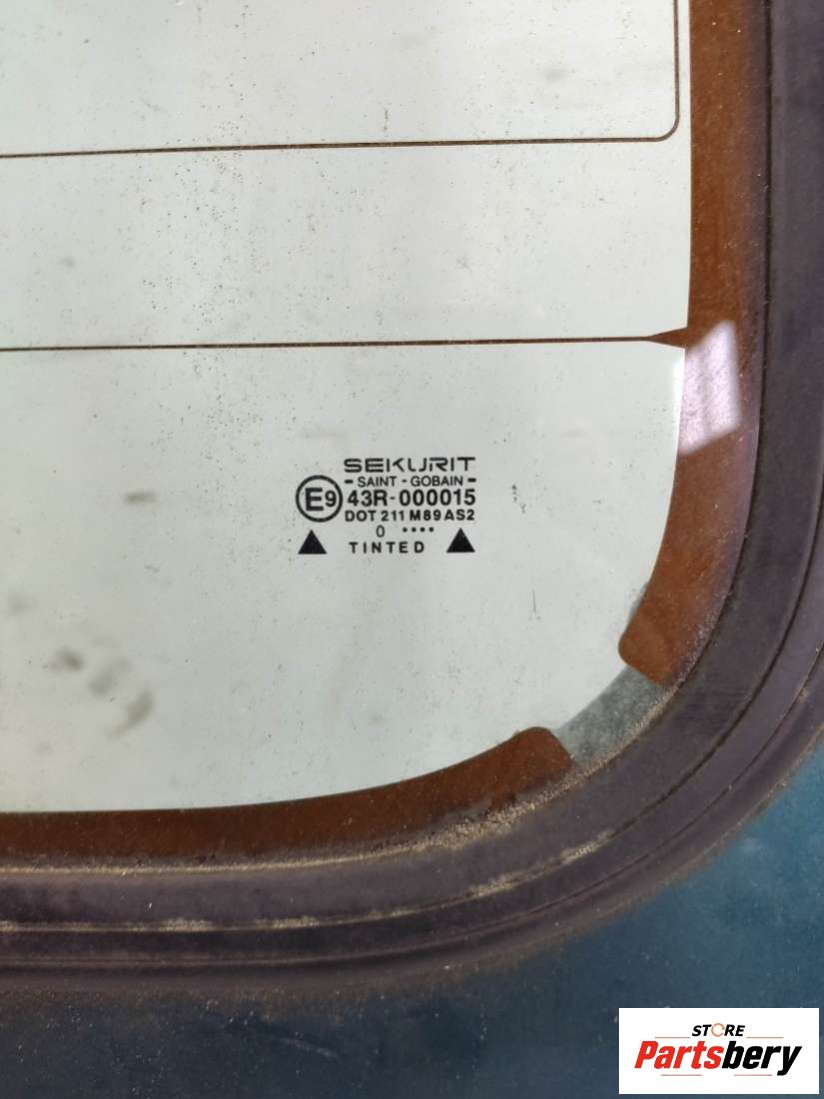 SEKURIT
- SAINT - GOBAIN -
E9 43R-000015
DOT 211 M89 AS2
0 ••••
TINTED
STORE
Partsbery